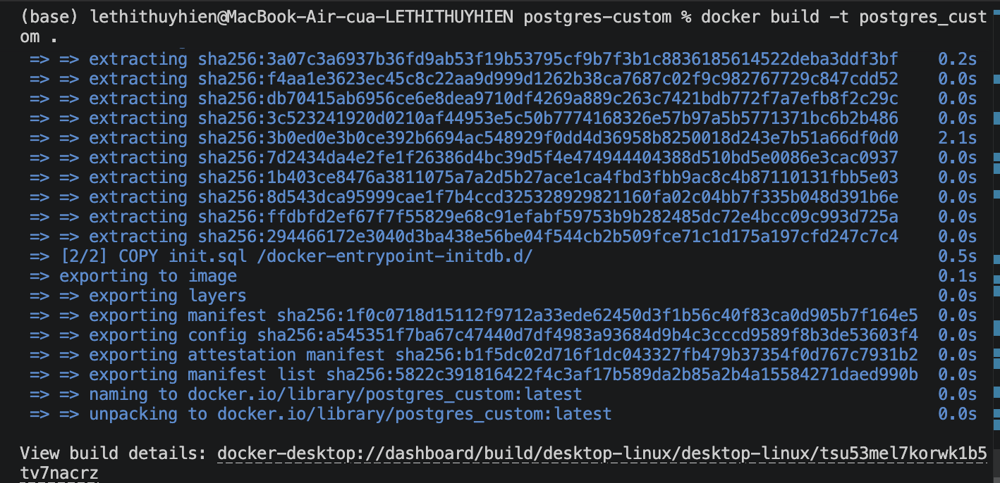 (base) lethithuyhien@MacBook-Air-cua-LETHITHUYHIEN postgres-custom % docker build -t postgres_cust
om .
=> => extracting sha256:3a07c3a6937b36fd9ab53f19b53795cf9b7f3b1c8836185614522deba3ddf3bf 0.2s
=> => extracting sha256:f4aa1e3623ec45c8c22aa9d999d1262b38ca7687c02f9c982767729c847cdd52 0.0s
=> => extracting sha256:db70415ab6956ce6e8dea9710df4269a889c263c7421bdb772f7a7efb8f2c29c 0.0s
=> => extracting sha256:3c523241920d0210af44953e5c50b7774168326e57b97a5b5771371bc6b2b486 0.0s
=> => extracting sha256:3b0ed0e3b0ce392b6694ac548929f0dd4d36958b8250018d243e7b51a66df0d0 2.1s
=> => extracting sha256:7d2434da4e2fe1f26386d4bc39d5f4e474944404388d510bd5e0086e3cac0937 0.0s
=> => extracting sha256:1b403ce8476a3811075a7a2d5b27ace1ca4fbd3fbb9ac8c4b87110131fbb5e03 0.0s
=> => extracting sha256:8d543dca95999cae1f7b4ccd325328929821160fa02c04bb7f335b048d391b6e 0.0s
=> => extracting sha256:ffdbfd2ef67f7f55829e68c91efabf59753b9b282485dc72e4bcc09c993d725a 0.0s
=> => extracting sha256:294466172e3040d3ba438e56be04f544cb2b509fce71c1d175a197cfd247c7c4 0.0s
=> [2/2] COPY init.sql /docker-entrypoint-initdb.d/ 0.5s
=> exporting to image 0.1s
=> => exporting layers 0.0s
=> => exporting manifest sha256:1f0c0718d15112f9712a33ede62450d3f1b56c40f83ca0d905b7f164e5 0.0s
=> => exporting config sha256:a545351f7ba67c47440d7df4983a93684d9b4c3cccd9589f8b3de53603f4 0.0s
=> => exporting attestation manifest sha256:b1f5dc02d716f1dc043327fb479b37354f0d767c7931b2 0.0s
=> => exporting manifest list sha256:5822c391816422f4c3af17b589da2b85a2b4a15584271daed990b 0.0s
=> => naming to docker.io/library/postgres_custom:latest 0.0s
=> => unpacking to docker.io/library/postgres_custom:latest 0.0s
View build details: docker-desktop://dashboard/build/desktop-linux/desktop-linux/tsu53mel7korwk1b5
tv7nacrz